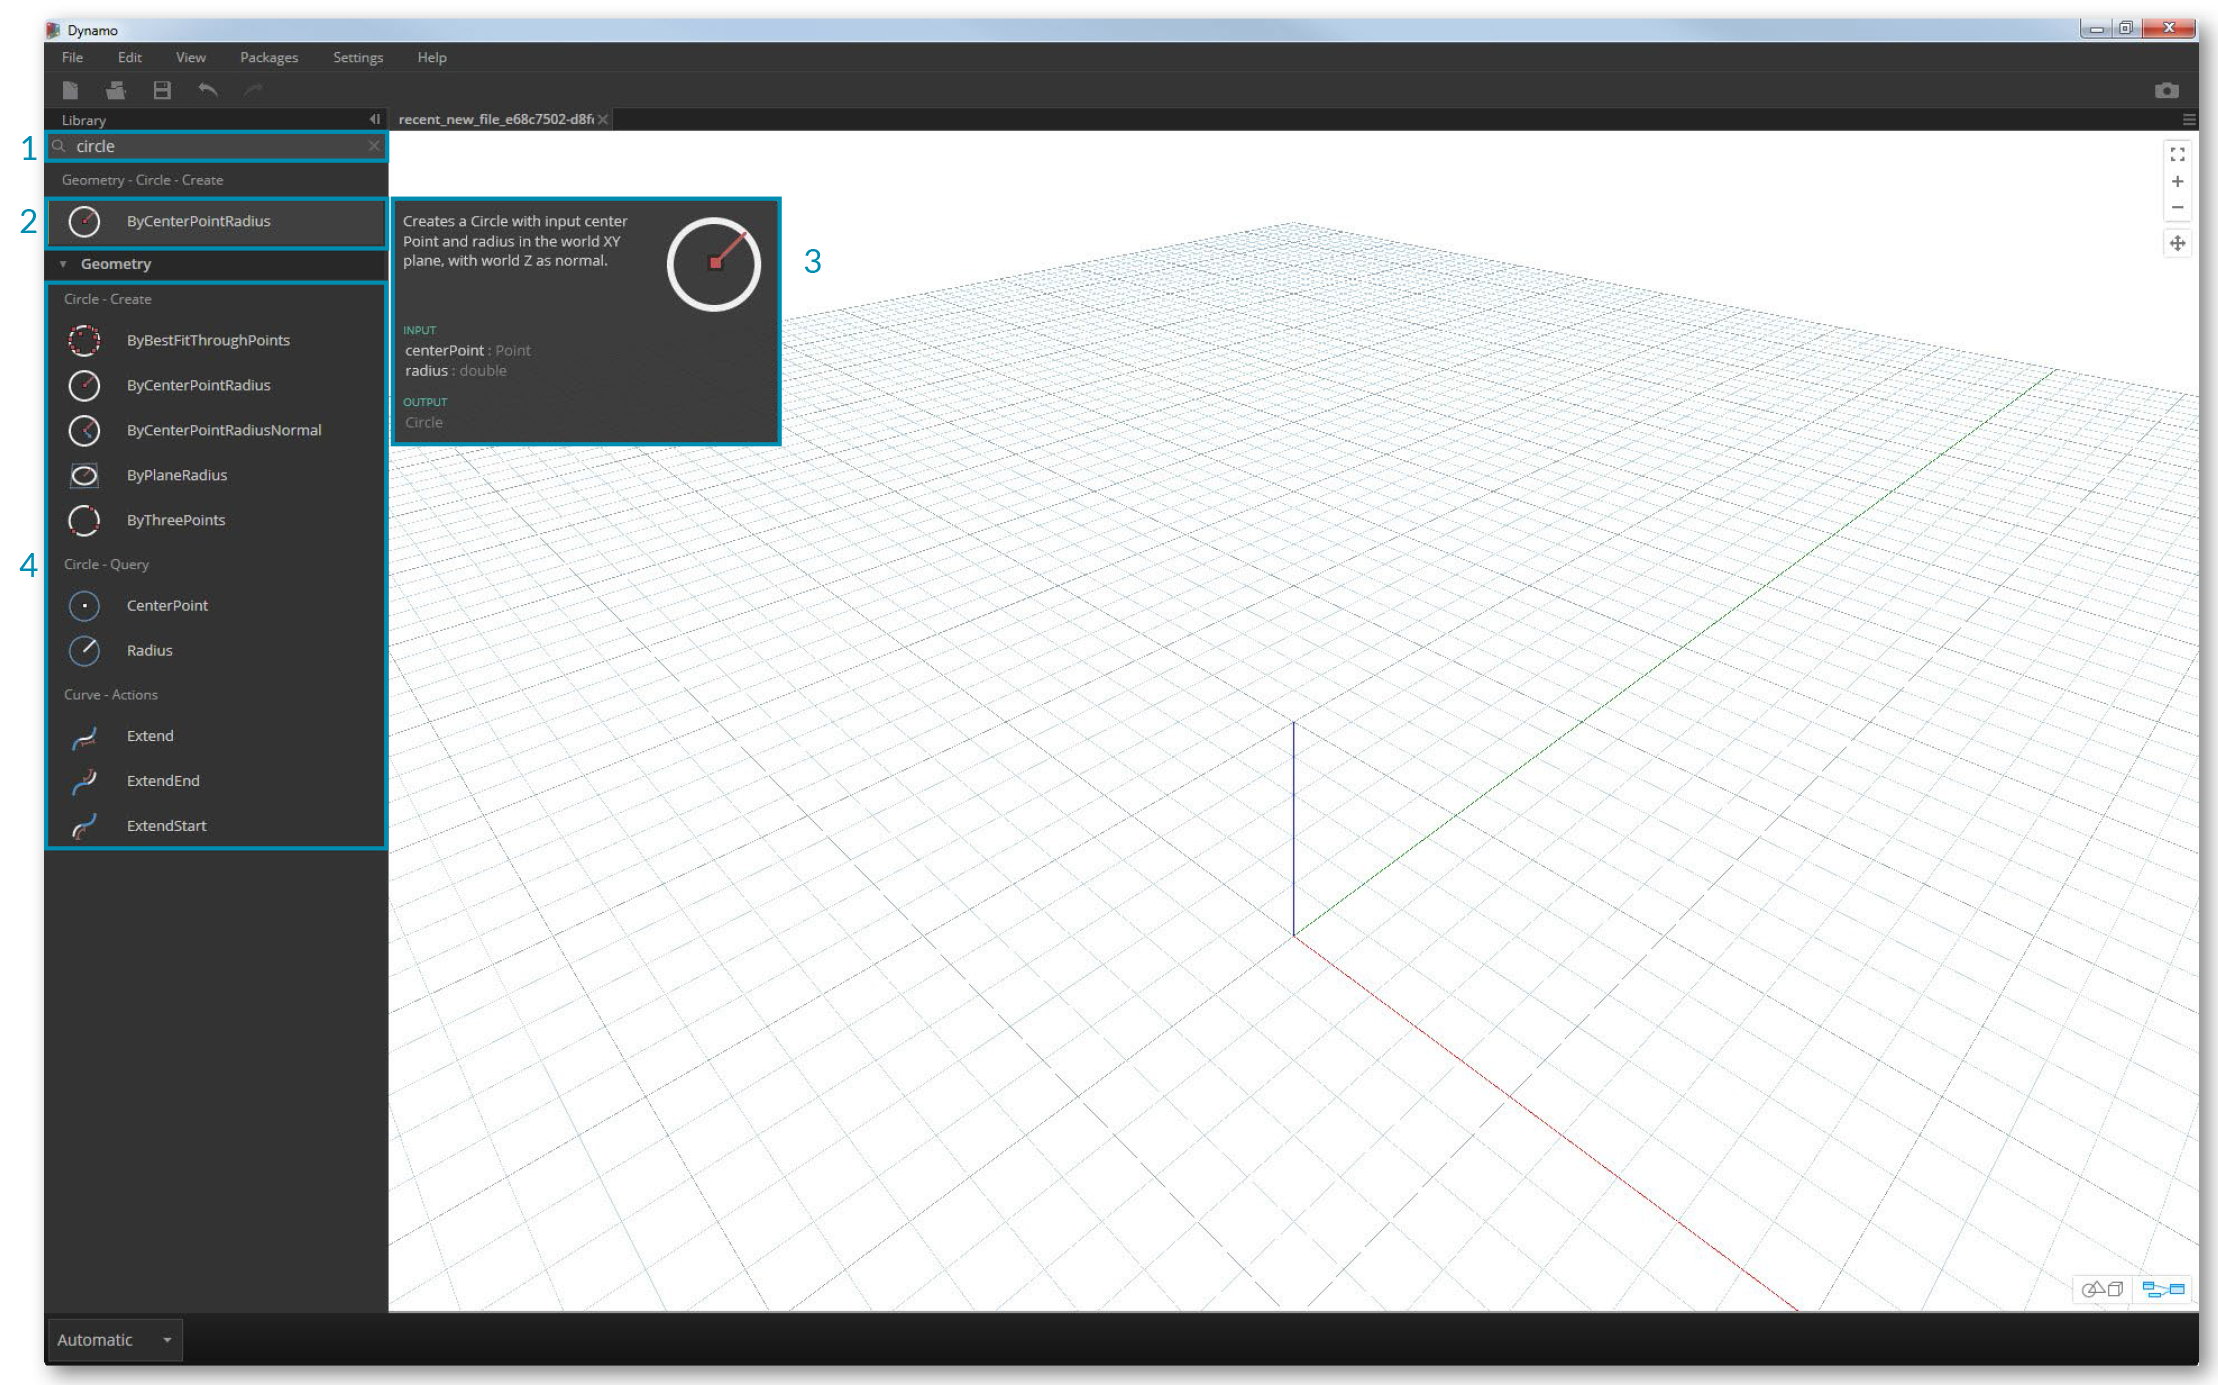 Dynamo
File Edit View Packages Settings Help
Library
recent_new_file_e68c7502-d8f
1
circle
Geometry - Circle - Create
2
ByCenterPointRadius
Creates a Circle with input center
Point and radius in the world XY
plane, with world Z as normal.
3
INPUT
centerPoint : Point
radius : double
OUTPUT
Circle
Geometry
Circle - Create
ByBestFitThroughPoints
ByCenterPointRadius
ByCenterPointRadiusNormal
ByPlaneRadius
ByThreePoints
4
Circle - Query
CenterPoint
Radius
Curve - Actions
Extend
ExtendEnd
ExtendStart
Automatic